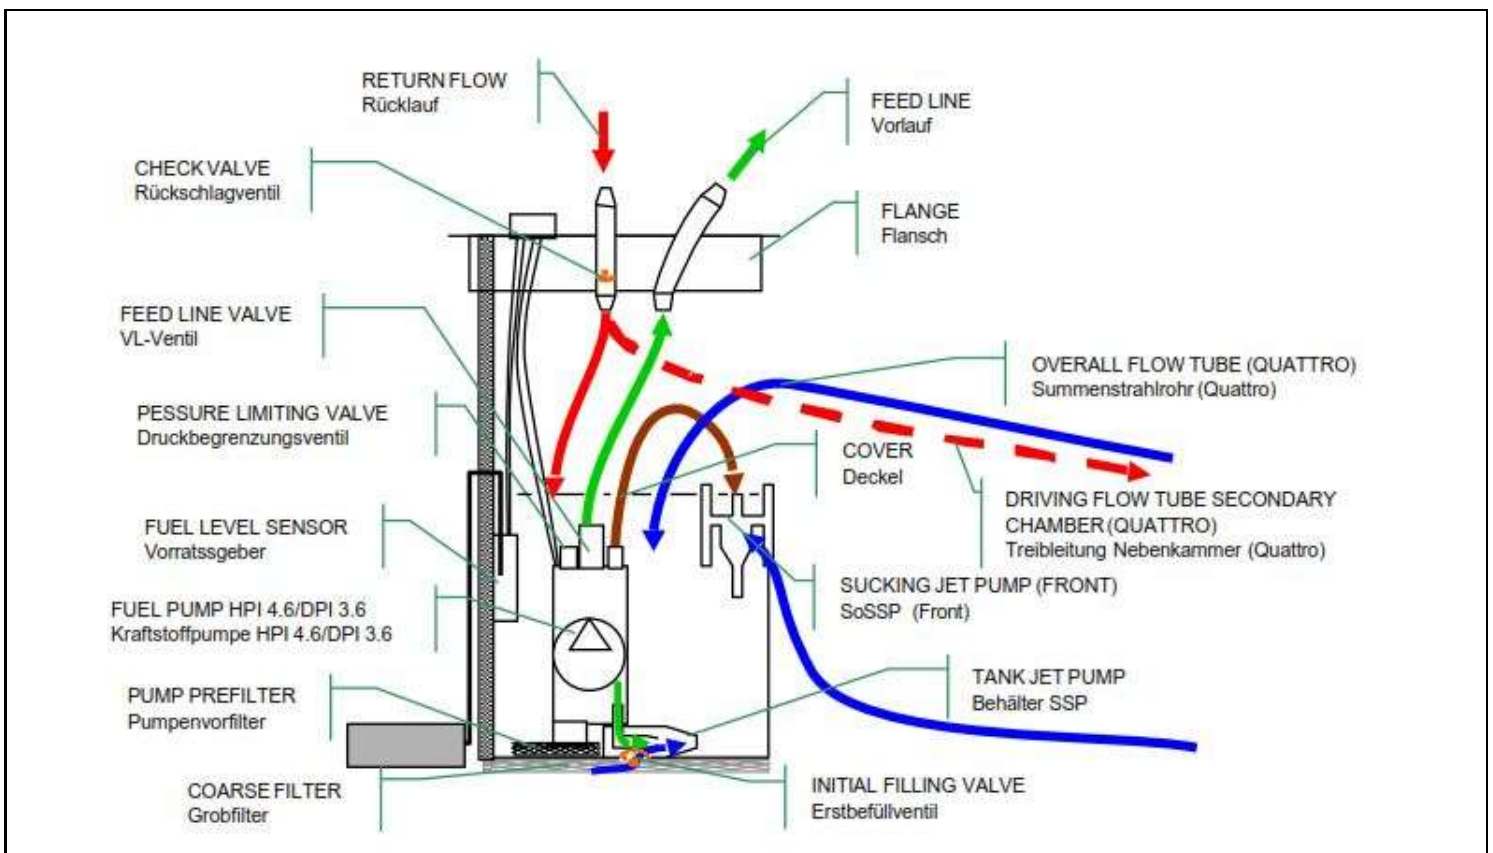 RETURN FLOW
Rücklauf
FEED LINE
Vorlauf
CHECK VALVE
Rückschlagventil
FLANGE
Flansch
FEED LINE VALVE
VL-Ventil
OVERALL FLOW TUBE (QUATTRO)
Summenstrahlrohr (Quattro)
PESSURE LIMITING VALVE
Druckbegrenzungsventil
COVER
Deckel
DRIVING FLOW TUBE SECONDARY
CHAMBER (QUATTRO)
Treibleitung Nebenkammer (Quattro)
FUEL LEVEL SENSOR
Vorratssgeber
SUCKING JET PUMP (FRONT)
SoSSP (Front)
FUEL PUMP HPI 4.6/DPI 3.6
Kraftstoffpumpe HPI 4.6/DPI 3.6
TANK JET PUMP
Behälter SSP
PUMP PREFILTER
Pumpenvorfilter
INITIAL FILLING VALVE
Erstbefüllventil
COARSE FILTER
Grobfilter